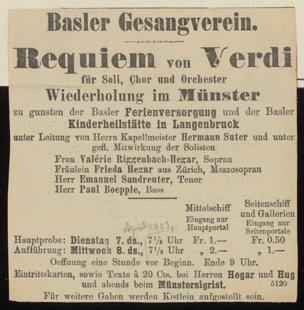 Basler Gesangverein.
Requiem von Verdi
für Soli, Chor und Orchester
Wiederholung im Münster
zu gunsten der Basler Ferienversorgung und der Basler
Kinderheilstätte in Langenbruck
unter Leitung von Herrn Kapellmeister Hermann Suter und unter
gefl. Mitwirkung der Solisten
Frau Valérie Riggenbach-Hegar, Sopran
Fräulein Frieda Hegar aus Zürich, Mezzosopran
Herr Emanuel Sandreuter, Tenor
Herr Paul Boepple, Bass
Mittelschiff Seitenschiff
und Gallerien
Eingang nur Eingang nur
Hauptportal Seitenportale
Hauptprobe: Dienstag 7. ds., 7½ Uhr Fr. 1.— Fr. 0.50
Aufführung: Mittwoch 8. ds., 7½ Uhr „ 2.— „ 1.—
Oeffnung eine Stunde vor Beginn. Ende 9 Uhr.
Eintrittskarten, sowie Texte à 20 Cts. bei Herren Hegar und Hug
und abends beim Münstersigrist. 5120
Für weitere Gaben werden Kistlein aufgestellt sein.